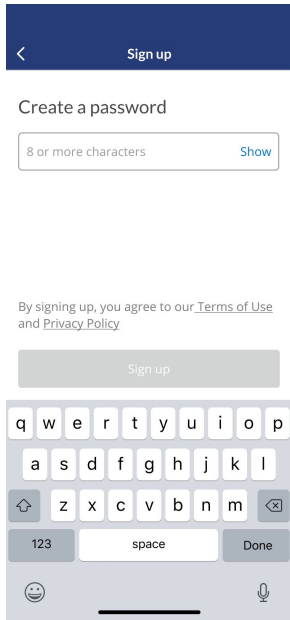 Sign up
Create a password
8 or more characters Show
By signing up, you agree to our Terms of Use
and Privacy Policy
Sign up
q w e r t y u i o p
a s d f g h j k l
z x c v b n m
123 space Done